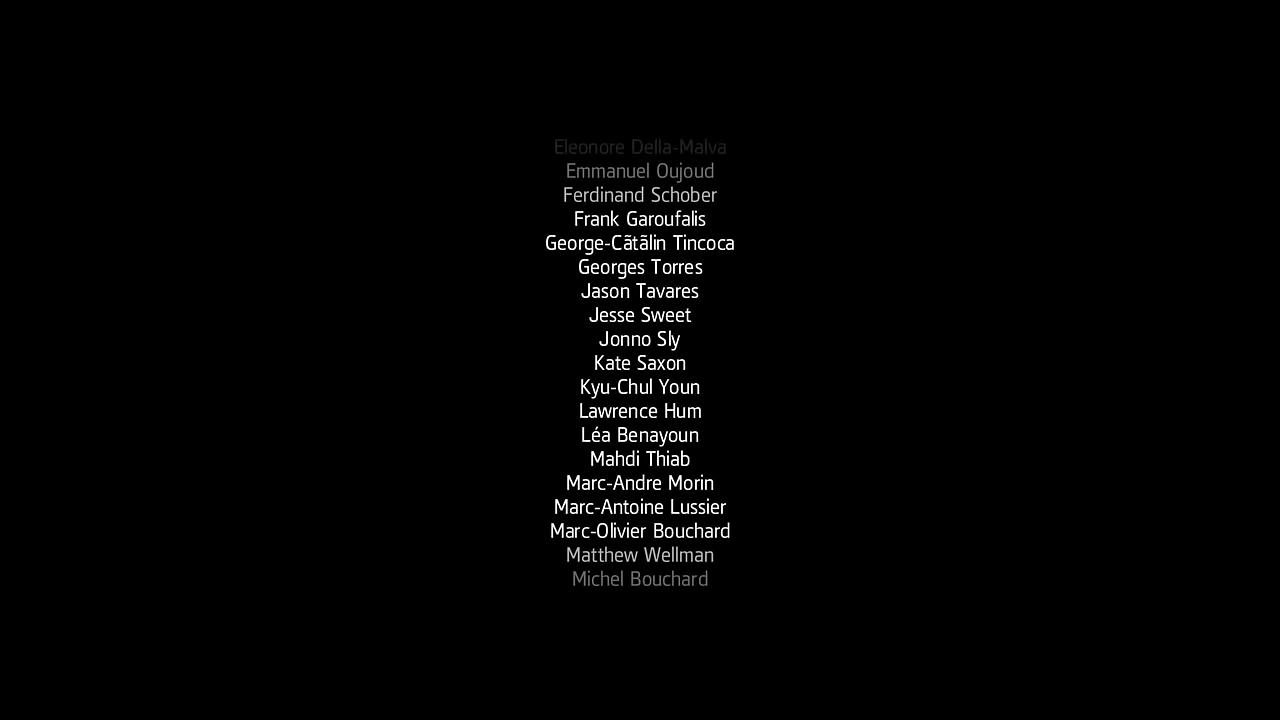 Eleonore Della-Malva
Emmanuel Oujoud
Ferdinand Schober
Frank Garoufalis
George-Cãtãlin Tincoca
Georges Torres
Jason Tavares
Jesse Sweet
Jonno Sly
Kate Saxon
Kyu-Chul Youn
Lawrence Hum
Léa Benayoun
Mahdi Thiab
Marc-Andre Morin
Marc-Antoine Lussier
Marc-Olivier Bouchard
Matthew Wellman
Michel Bouchard